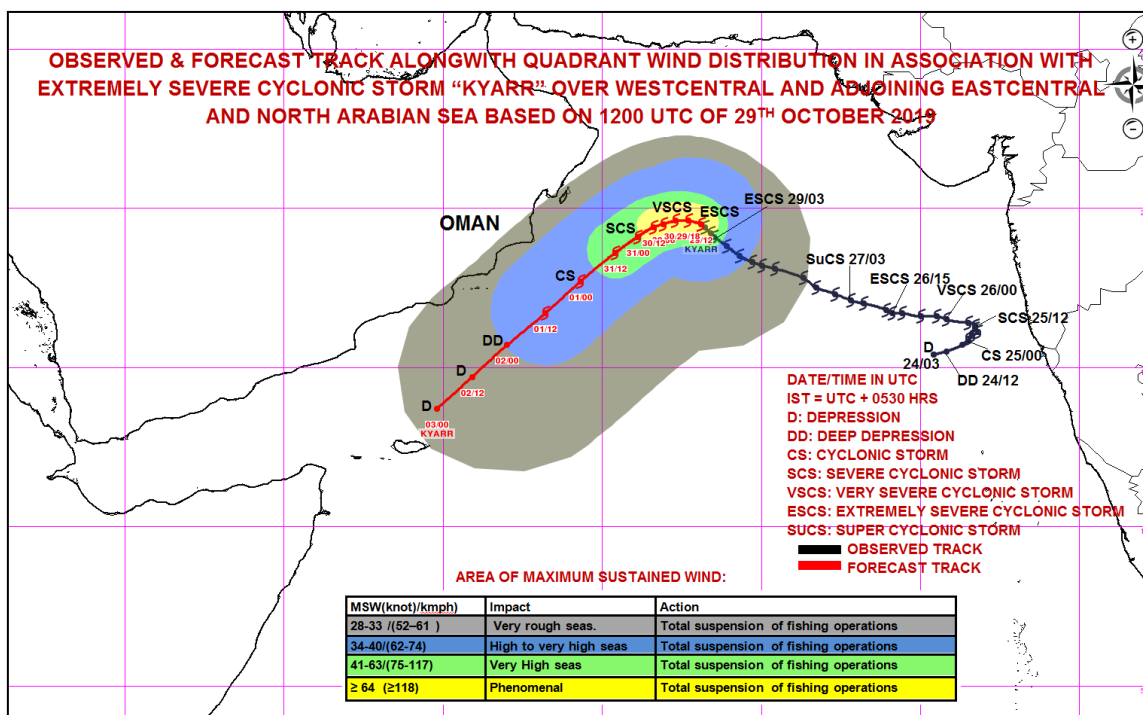 OBSERVED & FORECAST TRACK ALONGWITH QUADRANT WIND DISTRIBUTION IN ASSOCIATION WITH
EXTREMELY SEVERE CYCLONIC STORM “KYARR” OVER WESTCENTRAL AND ADJOINING EASTCENTRAL
AND NORTH ARABIAN SEA BASED ON 1200 UTC OF 29TH OCTOBER 2019
OMAN
VSCS
ESCS
ESCS 29/03
SCS
30/12
30
29/18
29/12
KYARR
31/00
31/12
CS
01/00
01/12
DD
02/00
D
02/12
D
03/00
KYARR
SuCS 27/03
ESCS 26/15
VSCS 26/00
SCS 25/12
CS 25/00
D
24/03
DD 24/12
DATE/TIME IN UTC
IST = UTC + 0530 HRS
D: DEPRESSION
DD: DEEP DEPRESSION
CS: CYCLONIC STORM
SCS: SEVERE CYCLONIC STORM
VSCS: VERY SEVERE CYCLONIC STORM
ESCS: EXTREMELY SEVERE CYCLONIC STORM
SUCS: SUPER CYCLONIC STORM
OBSERVED TRACK
FORECAST TRACK
AREA OF MAXIMUM SUSTAINED WIND:
MSW(knot)/kmph) Impact Action
28-33 /(52–61 ) Very rough seas. Total suspension of fishing operations
34-40/(62-74) High to very high seas Total suspension of fishing operations
41-63/(75-117) Very High seas Total suspension of fishing operations
≥ 64 (≥118) Phenomenal Total suspension of fishing operations